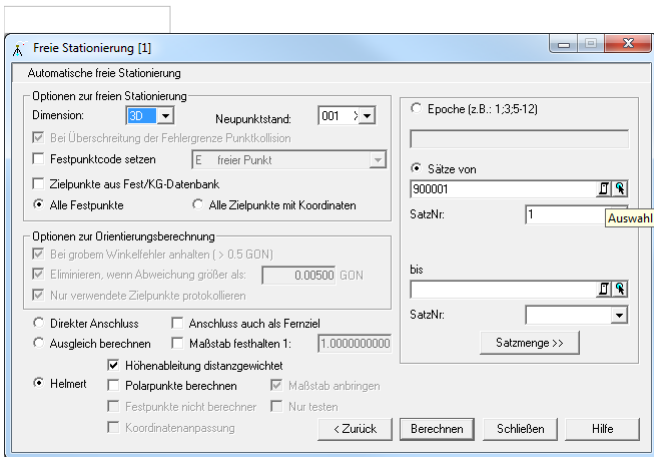 Freie Stationierung [1]
Automatische freie Stationierung
Optionen zur freien Stationierung
Dimension: 3D Neupunktstand: 001 >
Bei Überschreitung der Fehlergrenze Punktkollision
Festpunktcode setzen E freier Punkt
Zielpunkte aus Fest/KG-Datenbank
Alle Festpunkte Alle Zielpunkte mit Koordinaten
Optionen zur Orientierungsberechnung
Bei grobem Winkelfehler anhalten ( > 0.5 GON)
Eliminieren, wenn Abweichung größer als: 0.00500 GON
Nur verwendete Zielpunkte protokollieren
Direkter Anschluss Anschluss auch als Fernziel
Ausgleich berechnen Maßstab festhalten 1: 1.0000000000
Höhenableitung distanzgewichtet
Helmert Polarpunkte berechnen Maßstab anbringen
Festpunkte nicht berechner Nur testen
Koordinatenanpassung
Epoche (z.B.: 1;3;5-12)
Sätze von
900001
SatzNr: 1
Auswahl
bis
SatzNr:
Satzmenge >>
< Zurück Berechnen Schließen Hilfe